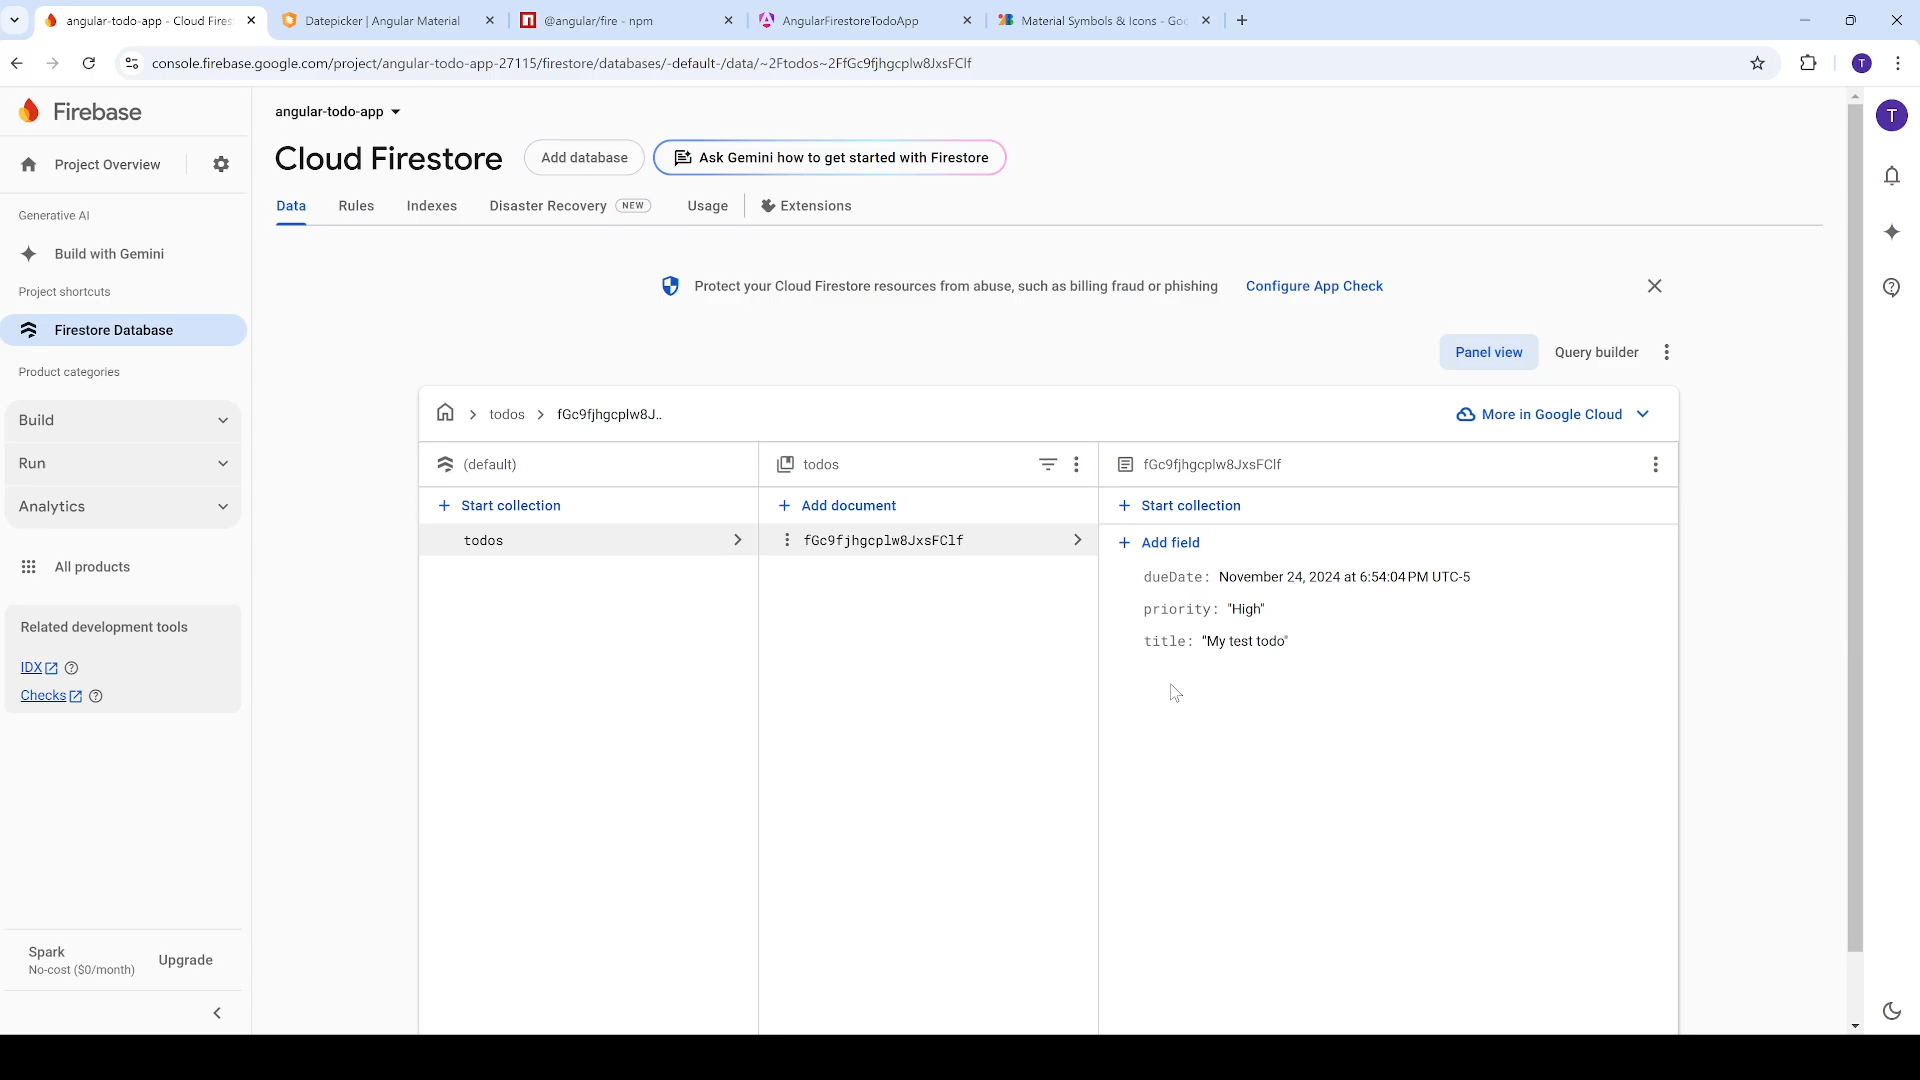 angular-todo-app - Cloud Fires
Datepicker | Angular Material
@angular/fire - npm
AngularFirestoreTodoApp
Material Symbols & Icons - Goo
console.firebase.google.com/project/angular-todo-app-27115/firestore/databases/-default-/data/~2Ftodos~2FfGc9fjhgcplw8JxsFClf
T
Firebase
angular-todo-app
T
Project Overview
Cloud Firestore
Add database
Ask Gemini how to get started with Firestore
Data
Rules
Indexes
Disaster Recovery NEW
Usage
Extensions
Generative AI
Build with Gemini
Project shortcuts
Firestore Database
Product categories
Build
Run
Analytics
All products
Related development tools
IDX
Checks
Spark
No-cost ($0/month)
Upgrade
Protect your Cloud Firestore resources from abuse, such as billing fraud or phishing
Configure App Check
Panel view
Query builder
todos
fGc9fjhgcplw8J..
More in Google Cloud
(default)
todos
fGc9fjhgcplw8JxsFClf
Start collection
Add document
Start collection
todos
fGc9fjhgcplw8JxsFClf
Add field
dueDate: November 24, 2024 at 6:54:04 PM UTC-5
priority: "High"
title: "My test todo"